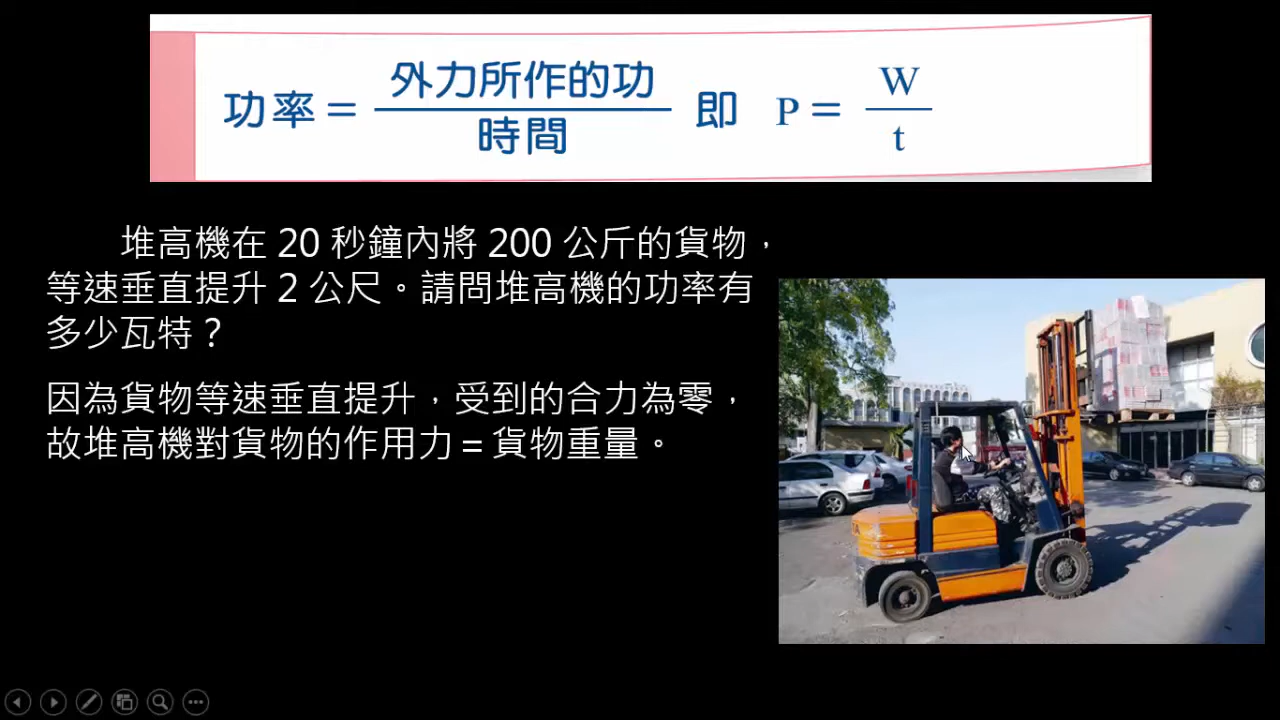 功率＝外力所作的功/時間 即 P＝W/t
堆高機在 20 秒鐘內將 200 公斤的貨物，
等速垂直提升 2 公尺。請問堆高機的功率有
多少瓦特？
因為貨物等速垂直提升，受到的合力為零，
故堆高機對貨物的作用力＝貨物重量。